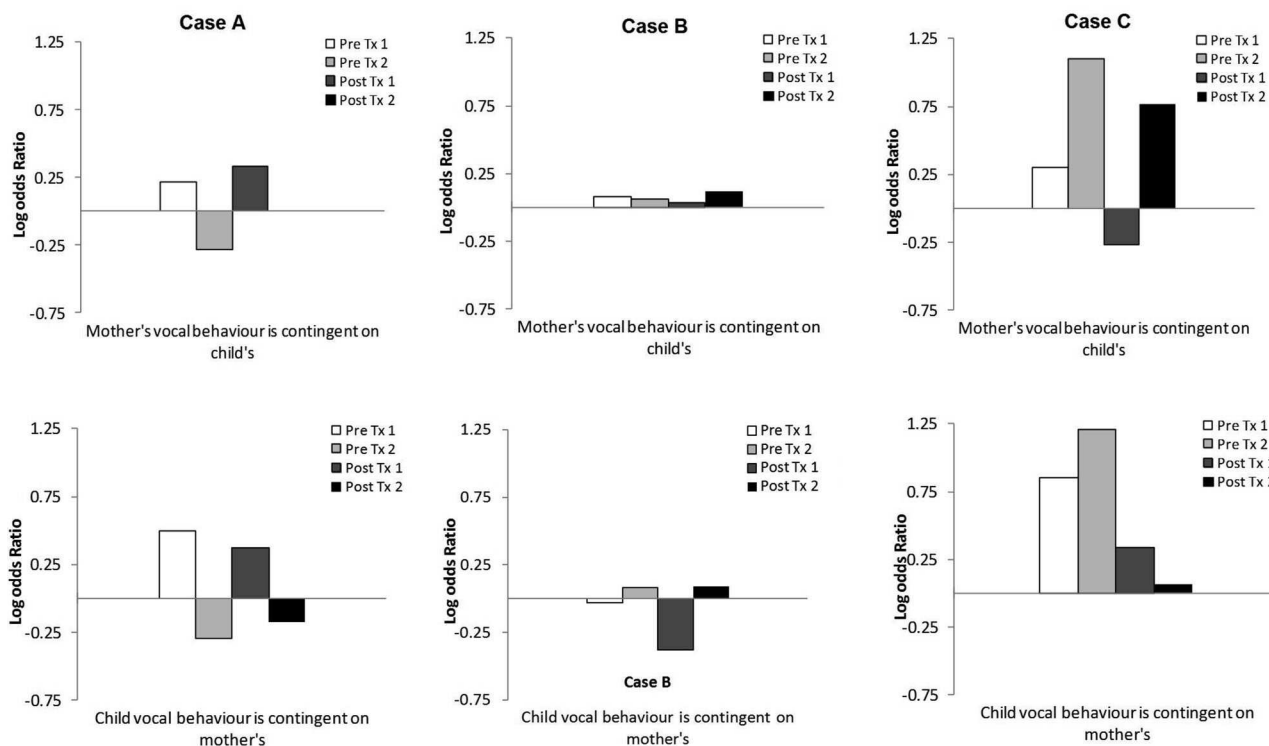 Case A
1.25
0.75
0.25
-0.25
-0.75
Log odds Ratio
Pre Tx 1
Pre Tx 2
Post Tx 1
Post Tx 2
Mother's vocal behaviour is contingent on
child's
Case B
1.25
0.75
0.25
-0.25
-0.75
Log odds Ratio
Pre Tx 1
Pre Tx 2
Post Tx 1
Post Tx 2
Mother's vocal behaviour is contingent on
child's
Case C
1.25
0.75
0.25
-0.25
-0.75
Log odds Ratio
Pre Tx 1
Pre Tx 2
Post Tx 1
Post Tx 2
Mother's vocal behaviour is contingent on
child's
1.25
0.75
0.25
-0.25
-0.75
Log odds Ratio
Pre Tx 1
Pre Tx 2
Post Tx 1
Post Tx 2
Child vocal behaviour is contingent on
mother's
1.25
0.75
0.25
-0.25
-0.75
Log odds Ratio
Pre Tx 1
Pre Tx 2
Post Tx 1
Post Tx 2
Case B
Child vocal behaviour is contingent on
mother's
1.25
0.75
0.25
-0.25
-0.75
Log odds Ratio
Pre Tx 1
Pre Tx 2
Post Tx
Post Tx
Child vocal behaviour is contingent on
mother's